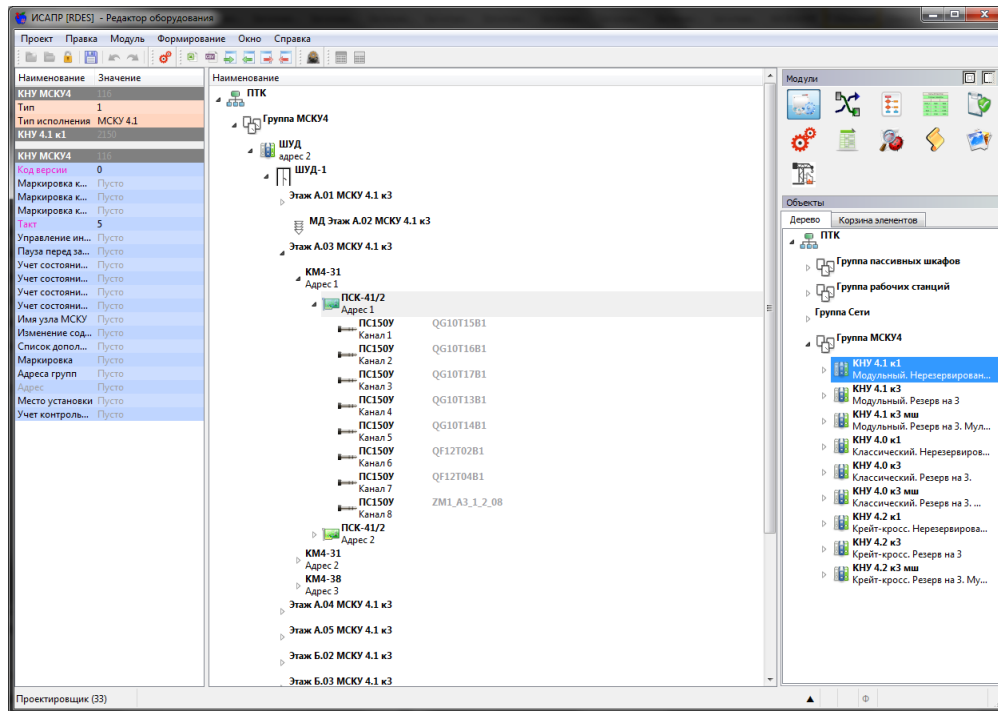 ИСАПР [RDES] - Редактор оборудования
Проект Правка Модуль Формирование Окно Справка
Наименование Значение
КНУ МСКУ4 116
Тип 1
Тип исполнения МСКУ 4.1
КНУ 4.1 к1 2150
КНУ МСКУ4 116
Код версии 0
Маркировка к... Пусто
Маркировка к... Пусто
Маркировка к... Пусто
Такт 5
Управление ин... Пусто
Пауза перед за... Пусто
Учет состояни... Пусто
Учет состояни... Пусто
Учет состояни... Пусто
Учет состояни... Пусто
Имя узла МСКУ Пусто
Изменение сод... Пусто
Список допол... Пусто
Маркировка Пусто
Адреса групп Пусто
Адрес Пусто
Место установки Пусто
Учет контроль... Пусто
Наименование
ПТК
Группа МСКУ4
ШУД
адрес 2
ШУД-1
Этаж А.01 МСКУ 4.1 к3
МД Этаж А.02 МСКУ 4.1 к3
Этаж А.03 МСКУ 4.1 к3
КМ4-31
Адрес 1
ПСК-41/2
Адрес 1
ПС150У QG10T15B1
Канал 1
ПС150У QG10T16B1
Канал 2
ПС150У QG10T17B1
Канал 3
ПС150У QG10T13B1
Канал 4
ПС150У QG10T14B1
Канал 5
ПС150У QF12T02B1
Канал 6
ПС150У QF12T04B1
Канал 7
ПС150У ZM1_A3_1_2_08
Канал 8
ПСК-41/2
Адрес 2
КМ4-31
Адрес 2
КМ4-38
Адрес 3
Этаж А.04 МСКУ 4.1 к3
Этаж А.05 МСКУ 4.1 к3
Этаж Б.02 МСКУ 4.1 к3
Этаж Б.03 МСКУ 4.1 к3
Модули
Объекты
Дерево Корзина элементов
ПТК
Группа пассивных шкафов
Группа рабочих станций
Группа Сети
Группа МСКУ4
КНУ 4.1 к1
Модульный. Нерезервирован...
КНУ 4.1 к3
Модульный. Резерв на 3
КНУ 4.1 к3 мш
Модульный. Резерв на 3. Мул...
КНУ 4.0 к1
Классический. Нерезервиров...
КНУ 4.0 к3
Классический. Резерв на 3.
КНУ 4.0 к3 мш
Классический. Резерв на 3. ...
КНУ 4.2 к1
Крейт-кросс. Нерезервирова...
КНУ 4.2 к3
Крейт-кросс. Резерв на 3
КНУ 4.2 к3 мш
Крейт-кросс. Резерв на 3. Му...
Проектировщик (33)
Ф